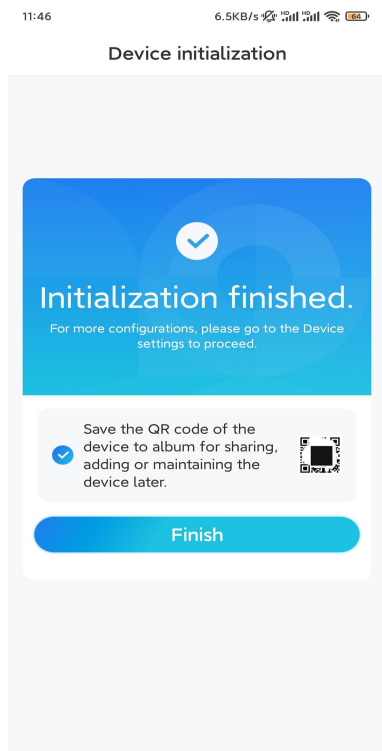 11:46
6.5KB/s HD HD 64
Device initialization
Initialization finished.
For more configurations, please go to the Device
settings to proceed.
Save the QR code of the
device to album for sharing,
adding or maintaining the
device later.
Finish